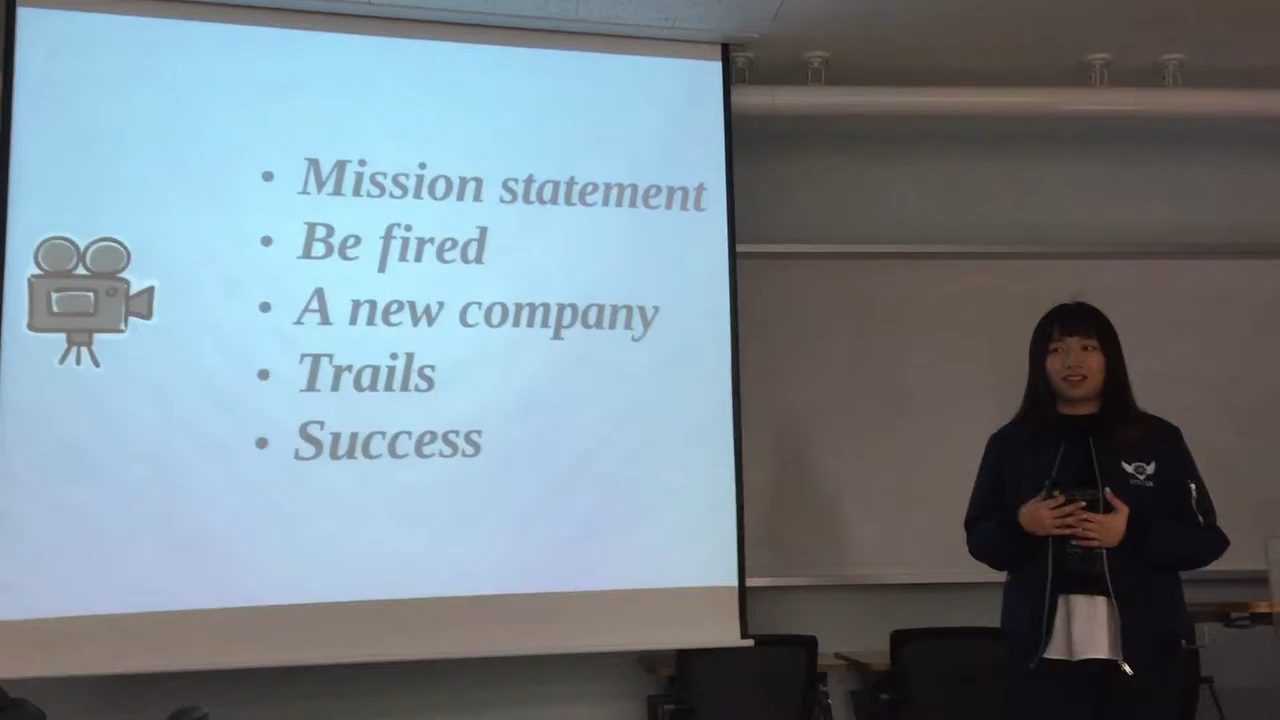 • Mission statement
• Be fired
• A new company
• Trails
• Success